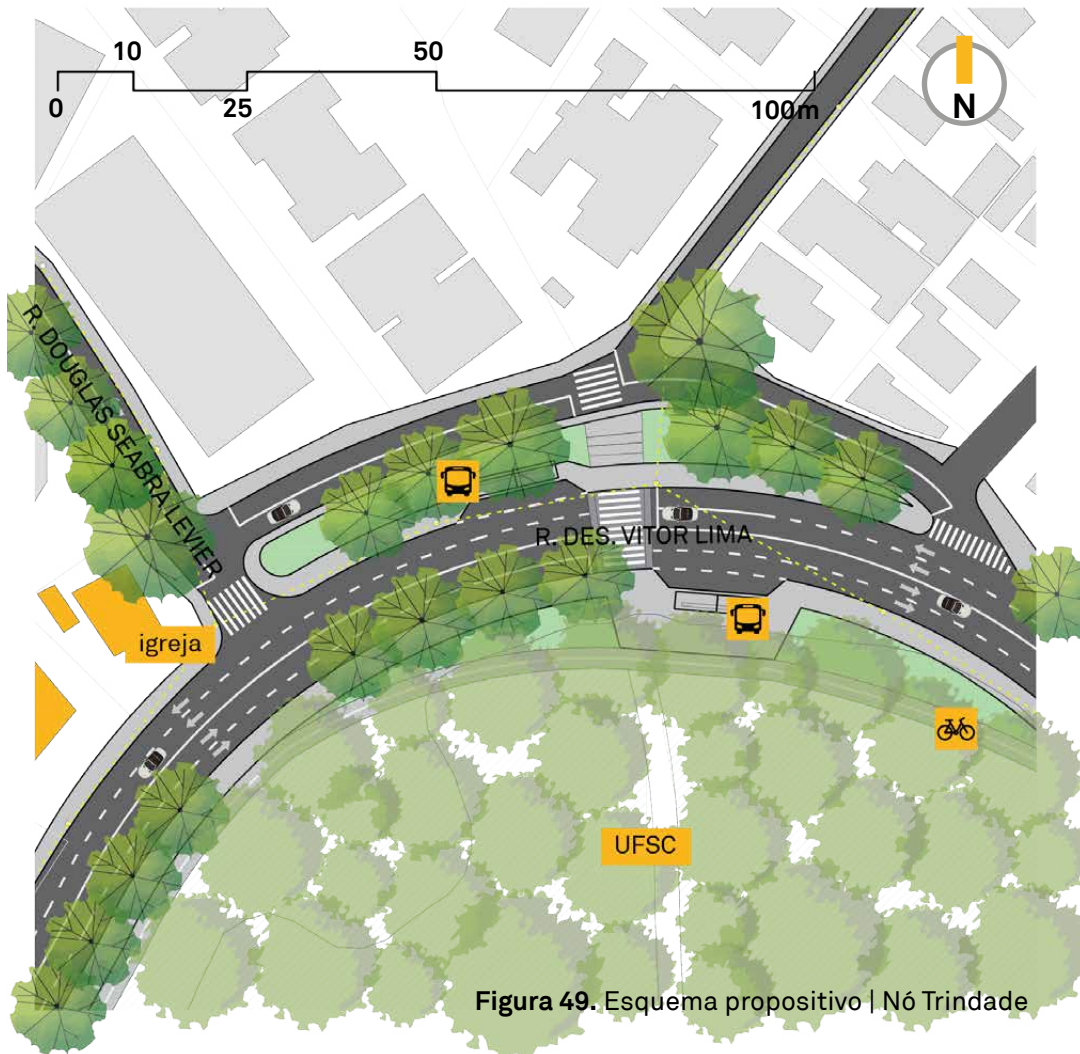 10
50
0
25
100m
N
R. DOUGLAS SEABRA LEVIER
R. DES. VITOR LIMA
igreja
UFSC
Figura 49. Esquema propositivo | Nó Trindade